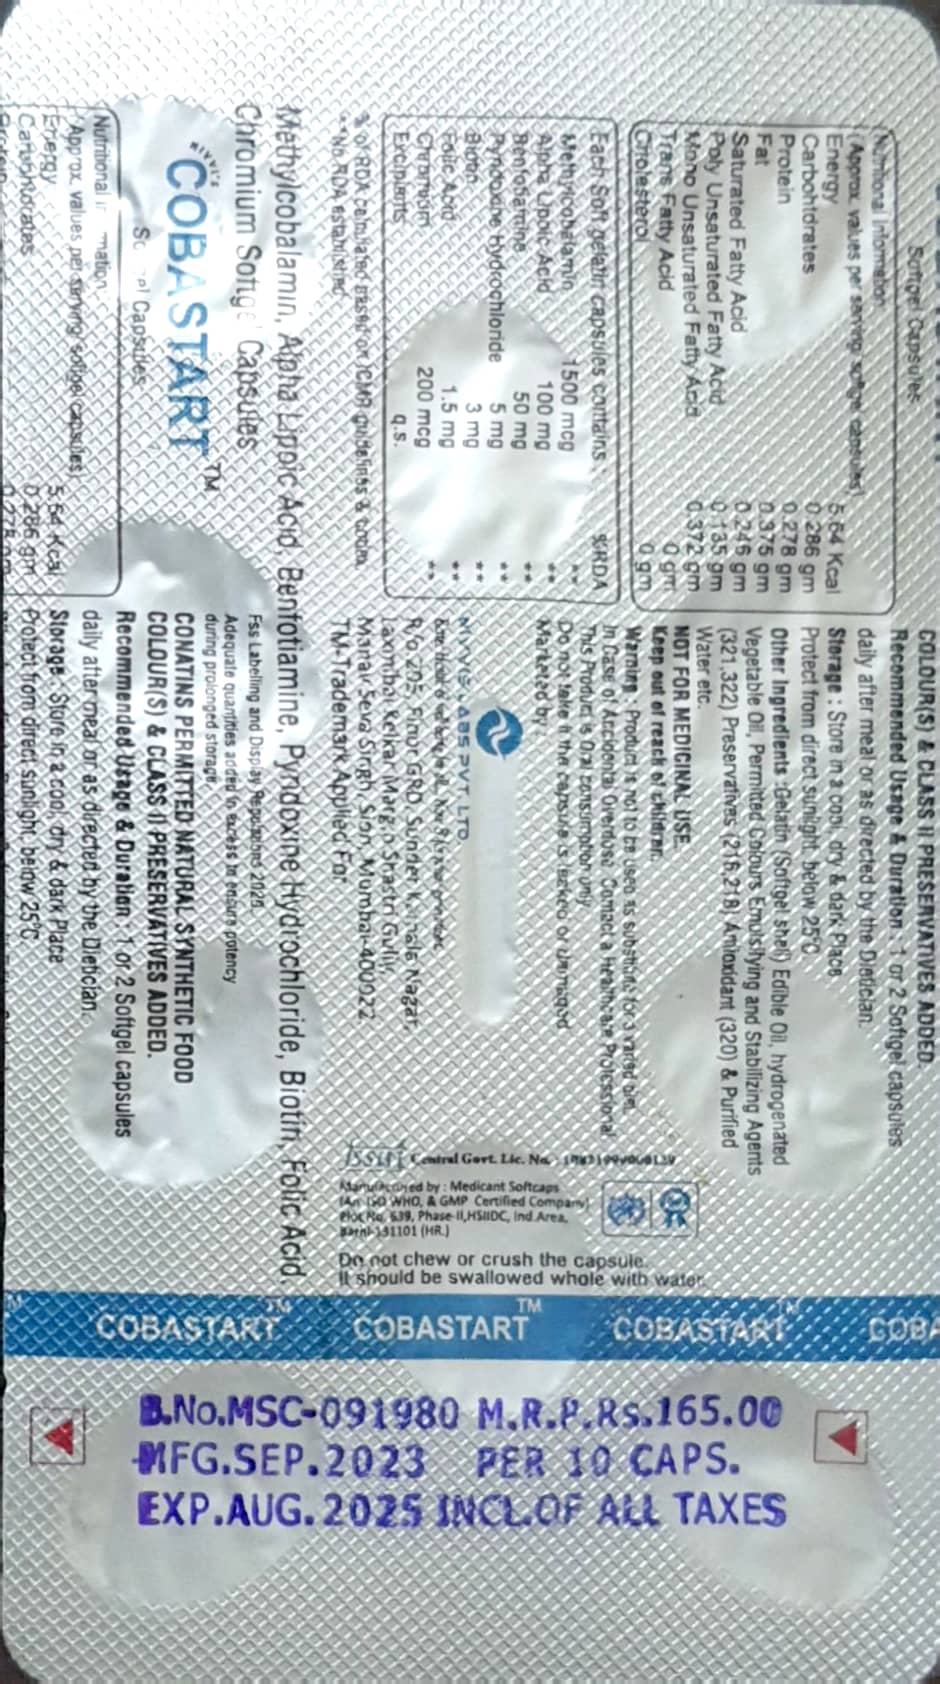 Softgel Capsules
Nutritional Information
(Approx. values per serving/ softgel capsules)
Energy 5.64 Kcal
Carbohtdrates 0.286 gm
Protein 0.278 gm
Fat 0.375 gm
Saturated Fatty Acid 0.246 gm
Poly Unsaturated Fatty Acid 0.135 gm
Mono Unsaturated Fatty Acid 0.372 gm
Trans Fatty Acid 0 gm
Cholesterol 0 gm
Each Soft gelatin capsules contains : %RDA
Methylcobalamin 1500 mcg **
Alpha Lipoic Acid 100 mg **
Benfotiamine 50 mg **
Pyridoxine Hydrochloride 5 mg **
Biotin 3 mg **
Folic Acid 1.5 mg **
Chromium 200 mcg **
Excipients q.s.
% of RDA calculated based on ICMR guidelines & codex.
**No RDA established
COLOUR(S) & CLASS II PRESERVATIVES ADDED.
Recommended Usage & Duration : 1 or 2 Softgel capsules
daily after meal or as directed by the Dietician.
Storage : Store in a cool, dry & dark Place
Protect from direct sunlight, below 25°C.
Other Ingredients :Gelatin (Softgel shell) Edible Oil, hydrogenated
Vegetable Oil, Permitted Colours Emulsifying and Stabilizing Agents
(321,322) Preservatives (216,218) Antioxidant (320) & Purified
Water etc.
NOT FOR MEDICINAL USE.
Keep out of reach of children.
Warning : Product is not to be used as substitute for a varied diet.
In Case of Accidental Overdose Contact a Healthcare Professional
This Product is Oral consumption only
Do not take if the capsule is leaked or damaged
Marketed by :
NIVVIS LABS PVT. LTD.
R/o.205, Floor GRD, Sunder Kamala Nagar,
Laxmibai Kelkar Marg,
Manav Seva Singh, Sion, Mumbai-400022.
TM-Trademark Applied For
Methylcobalamin, Alpha Lippic Acid, Benfotiamine, Pyridoxine Hydrochloride, Biotin, Folic Acid.
Chromium Softgel Capsules
NIVVI'S
COBASTART™
Capsules
Nutritional
(Approx. values per serving/ softgel capsules)
Energy 5.64 Kcal
Carbohtdrates 0.286 gm
Fss Labelling and Display Regulations 2020.
Adequate quantities added in excess to ensure potency
during prolonged storage.
CONATINS PERMITTED NATURAL SYNTHETIC FOOD
COLOUR(S) & CLASS II PRESERVATIVES ADDED.
Recommended Usage & Duration : 1 or 2 Softgel capsules
daily after meal or as directed by the Dietician.
Storage : Store in a cool, dry & dark Place
Protect from direct sunlight, below 25°C.
fssai Central Govt. Lic. No.
Manufactured by : Medicant Softcaps
(An ISO WHO, & GMP Certified Company)
Plot No. 639, Phase-II,HSIIDC, Ind.Area,
(HR.)
Do not chew or crush the capsule.
It should be swallowed whole with water.
COBASTART™ COBASTART™ COBASTART™
B.No.MSC-091980 M.R.P.RS.165.00
MFG.SEP.2023 PER 10 CAPS.
EXP.AUG.2025 INCL.OF ALL TAXES